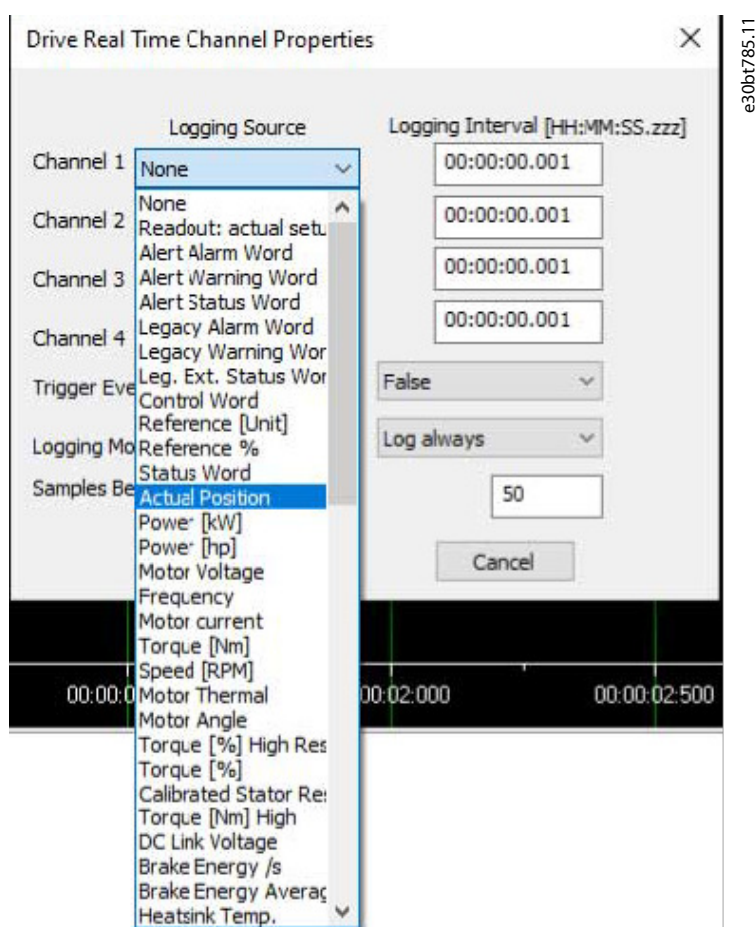 Drive Real Time Channel Properties
e30bt785.11
Logging Source
Logging Interval [HH:MM:SS.zzz]
Channel 1
None
00:00:00.001
Channel 2
00:00:00.001
Channel 3
00:00:00.001
Channel 4
00:00:00.001
Trigger Eve
False
Logging Mo
Log always
Samples Be
50
Cancel
None
Readout: actual setu
Alert Alarm Word
Alert Warning Word
Alert Status Word
Legacy Alarm Word
Legacy Warning Wor
Leg. Ext. Status Wor
Control Word
Reference [Unit]
Reference %
Status Word
Actual Position
Power [kW]
Power [hp]
Motor Voltage
Frequency
Motor current
Torque [Nm]
Speed [RPM]
Motor Thermal
Motor Angle
Torque [%] High Res
Torque [%]
Calibrated Stator Res
Torque [Nm] High
DC Link Voltage
Brake Energy /s
Brake Energy Averag
Heatsink Temp.
00:00:0
00:02:000
00:00:02:500